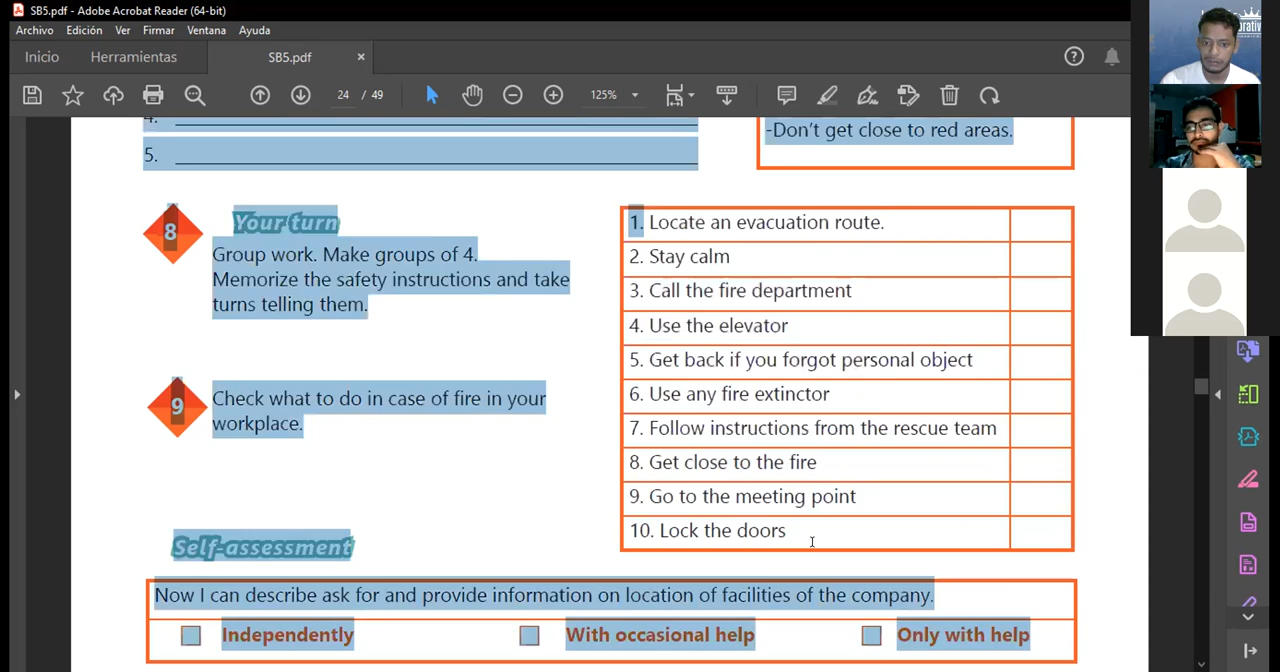 SB5.pdf - Adobe Acrobat Reader (64-bit)
Archivo Edición Ver Firmar Ventana Ayuda
Inicio Herramientas SB5.pdf
24 / 49 125%
4.
5.
-Don't get close to red areas.
8 Your turn
Group work. Make groups of 4.
Memorize the safety instructions and take
turns telling them.
9 Check what to do in case of fire in your
workplace.
1. Locate an evacuation route.
2. Stay calm
3. Call the fire department
4. Use the elevator
5. Get back if you forgot personal object
6. Use any fire extinctor
7. Follow instructions from the rescue team
8. Get close to the fire
9. Go to the meeting point
10. Lock the doors
Self-assessment
Now I can describe ask for and provide information on location of facilities of the company.
Independently With occasional help Only with help